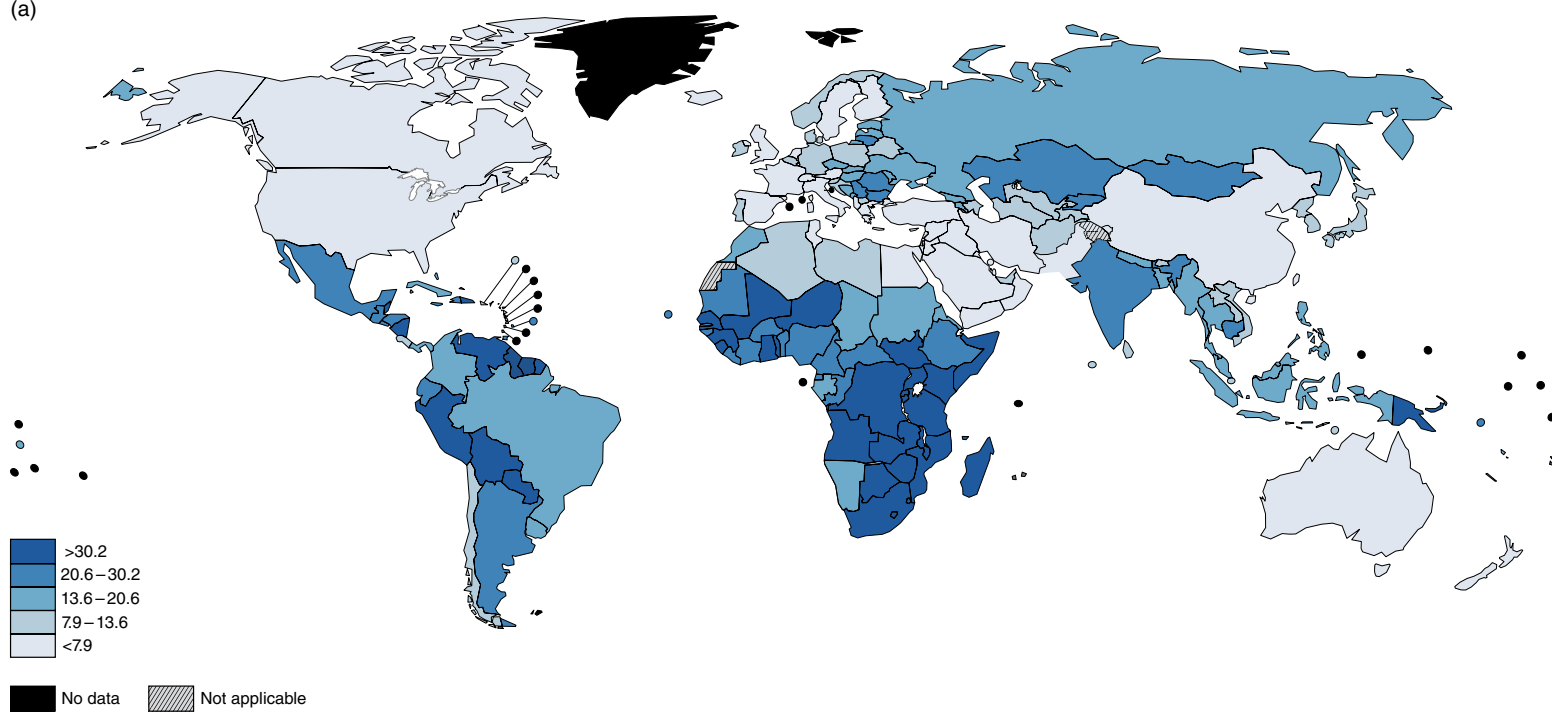 (a)
>30.2
20.6–30.2
13.6–20.6
7.9–13.6
<7.9
No data
Not applicable